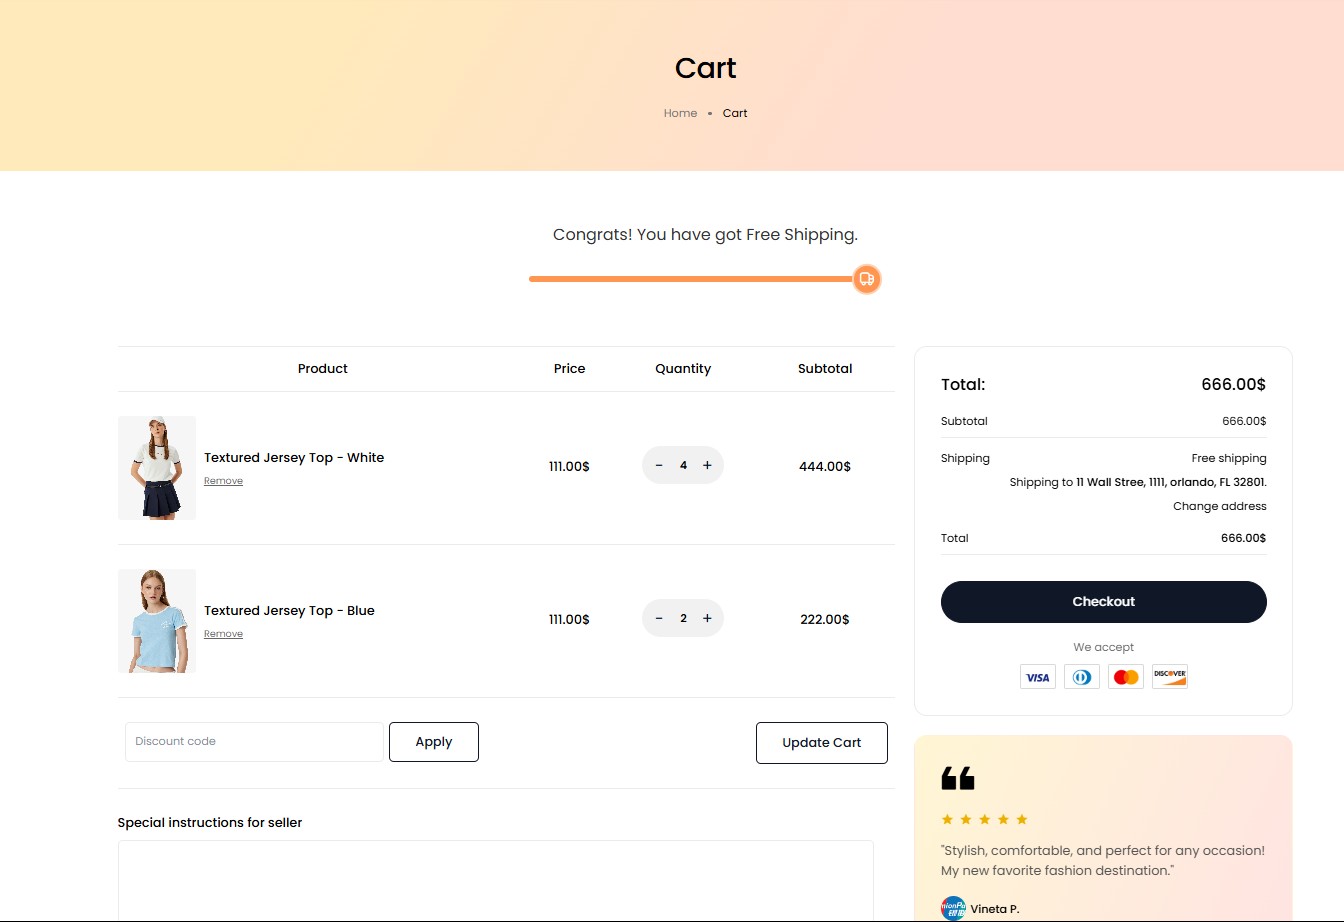 Cart
Home • Cart
Congrats! You have got Free Shipping.
Product Price Quantity Subtotal
Textured Jersey Top - White
Remove
111.00$ − 4 + 444.00$
Textured Jersey Top - Blue
Remove
111.00$ − 2 + 222.00$
Discount code Apply Update Cart
Special instructions for seller
Total: 666.00$
Subtotal 666.00$
Shipping Free shipping
Shipping to 11 Wall Stree, 1111, orlando, FL 32801.
Change address
Total 666.00$
Checkout
We accept
VISA DISCOVER
"Stylish, comfortable, and perfect for any occasion!
My new favorite fashion destination."
Vineta P.